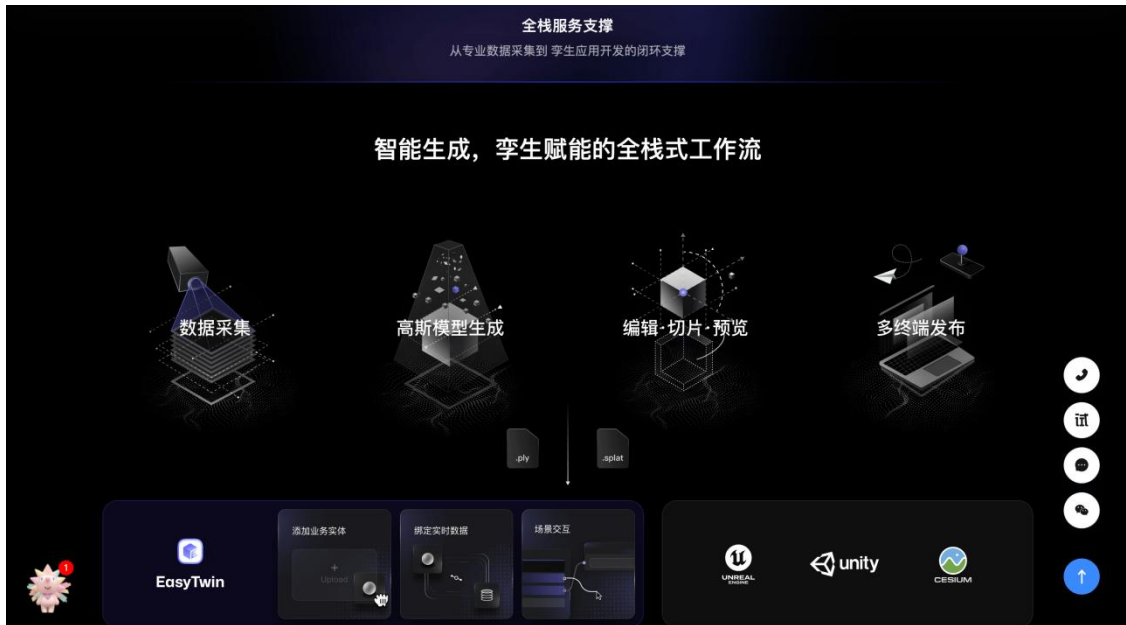 全栈服务支撑
从专业数据采集到 孪生应用开发的闭环支撑
智能生成，孪生赋能的全栈式工作流
数据采集
高斯模型生成
编辑·切片·预览
多终端发布
.ply
.splat
EasyTwin
添加业务实体
+
Upload
绑定实时数据
场景交互
UNREAL
ENGINE
unity
CESIUM
1